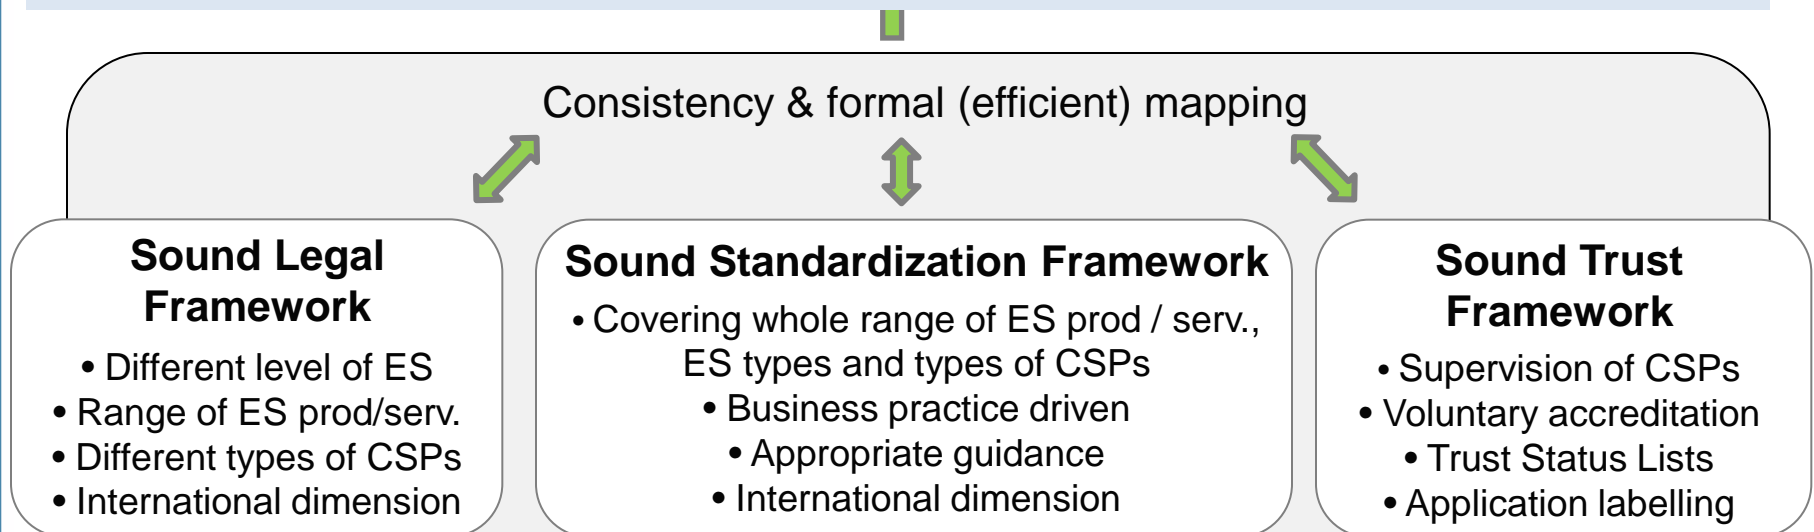 Consistency & formal (efficient) mapping
Sound Legal
Framework
• Different level of ES
• Range of ES prod/serv.
• Different types of CSPs
• International dimension
Sound Standardization Framework
• Covering whole range of ES prod / serv.,
ES types and types of CSPs
• Business practice driven
• Appropriate guidance
• International dimension
Sound Trust
Framework
• Supervision of CSPs
• Voluntary accreditation
• Trust Status Lists
• Application labelling